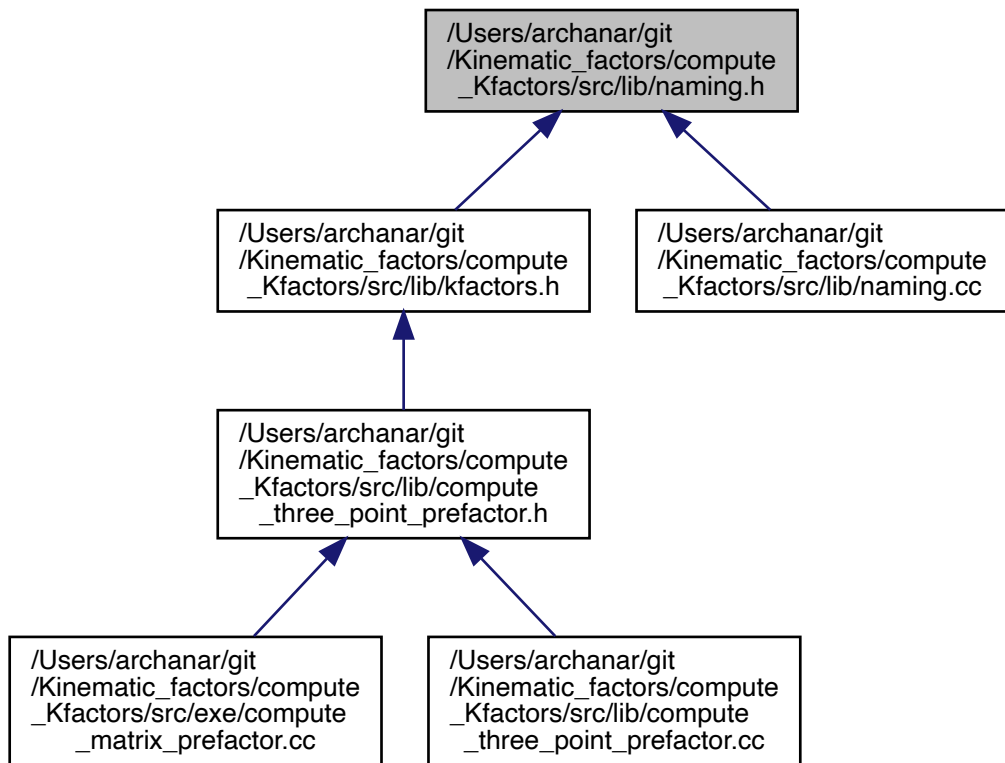 /Users/archanar/git
/Kinematic_factors/compute
_Kfactors/src/lib/naming.h
/Users/archanar/git
/Kinematic_factors/compute
_Kfactors/src/lib/kfactors.h
/Users/archanar/git
/Kinematic_factors/compute
_Kfactors/src/lib/naming.cc
/Users/archanar/git
/Kinematic_factors/compute
_Kfactors/src/lib/compute
_three_point_prefactor.h
/Users/archanar/git
/Kinematic_factors/compute
_Kfactors/src/exe/compute
_matrix_prefactor.cc
/Users/archanar/git
/Kinematic_factors/compute
_Kfactors/src/lib/compute
_three_point_prefactor.cc